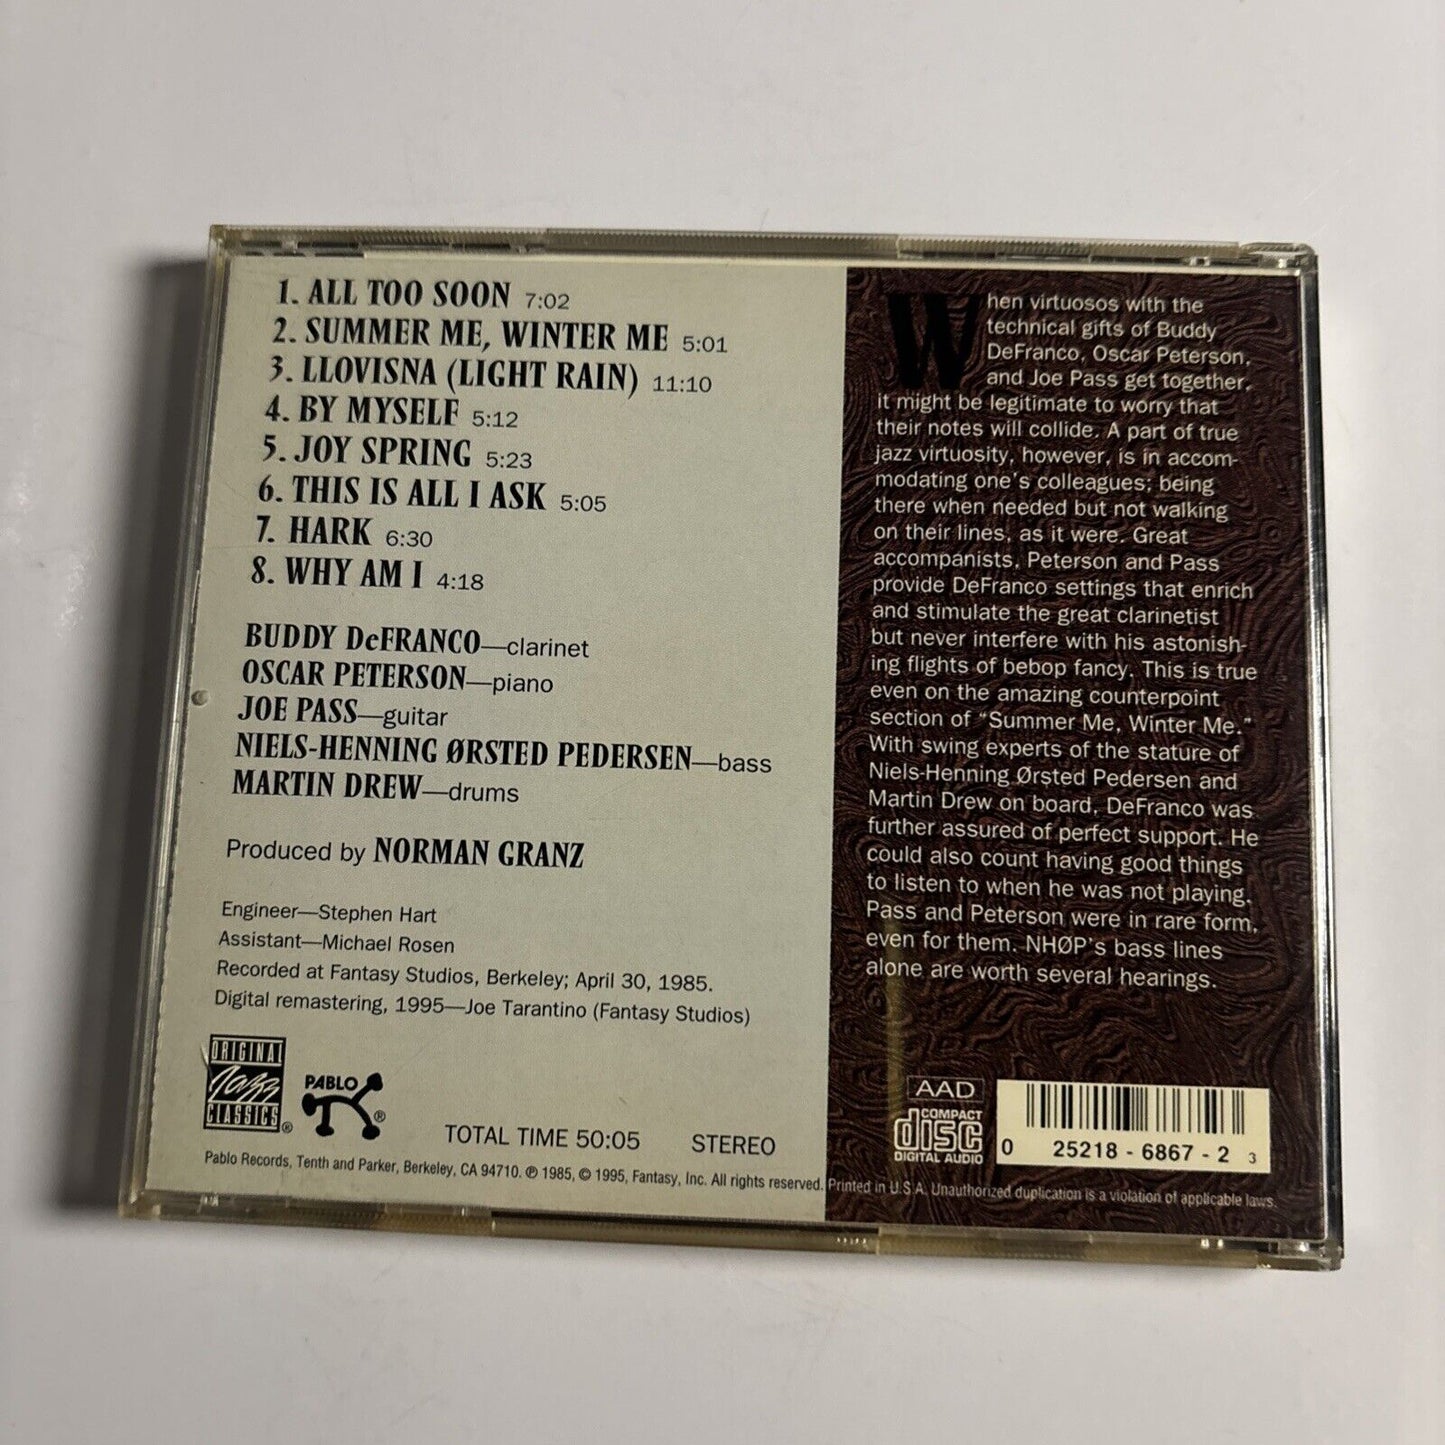 1. ALL TOO SOON 7:02
2. SUMMER ME, WINTER ME 5:01
3. LLOVISNA (LIGHT RAIN) 11:10
4. BY MYSELF 5:12
5. JOY SPRING 5:23
6. THIS IS ALL I ASK 5:05
7. HARK 6:30
8. WHY AM I 4:18
BUDDY DeFRANCO—clarinet
OSCAR PETERSON—piano
JOE PASS—guitar
NIELS-HENNING ØRSTED PEDERSEN—bass
MARTIN DREW—drums
Produced by NORMAN GRANZ
Engineer—Stephen Hart
Assistant—Michael Rosen
Recorded at Fantasy Studios, Berkeley; April 30, 1985.
Digital remastering, 1995—Joe Tarantino (Fantasy Studios)
ORIGINAL
Jazz
CLASSICS®
PABLO
®
TOTAL TIME 50:05 STEREO
Pablo Records, Tenth and Parker, Berkeley, CA 94710. ℗ 1985, © 1995, Fantasy, Inc. All rights reserved. Printed in U.S.A. Unauthorized duplication is a violation of applicable laws.
When virtuosos with the
technical gifts of Buddy
DeFranco, Oscar Peterson,
and Joe Pass get together,
it might be legitimate to worry that
their notes will collide. A part of true
jazz virtuosity, however, is in accom-
modating one's colleagues; being
there when needed but not walking
on their lines, as it were. Great
accompanists, Peterson and Pass
provide DeFranco settings that enrich
and stimulate the great clarinetist
but never interfere with his astonish-
ing flights of bebop fancy. This is true
even on the amazing counterpoint
section of "Summer Me, Winter Me."
With swing experts of the stature of
Niels-Henning Ørsted Pedersen and
Martin Drew on board, DeFranco was
further assured of perfect support. He
could also count having good things
to listen to when he was not playing.
Pass and Peterson were in rare form,
even for them. NHØP's bass lines
alone are worth several hearings.
AAD
COMPACT
disc
DIGITAL AUDIO
0 25218-6867-2 3